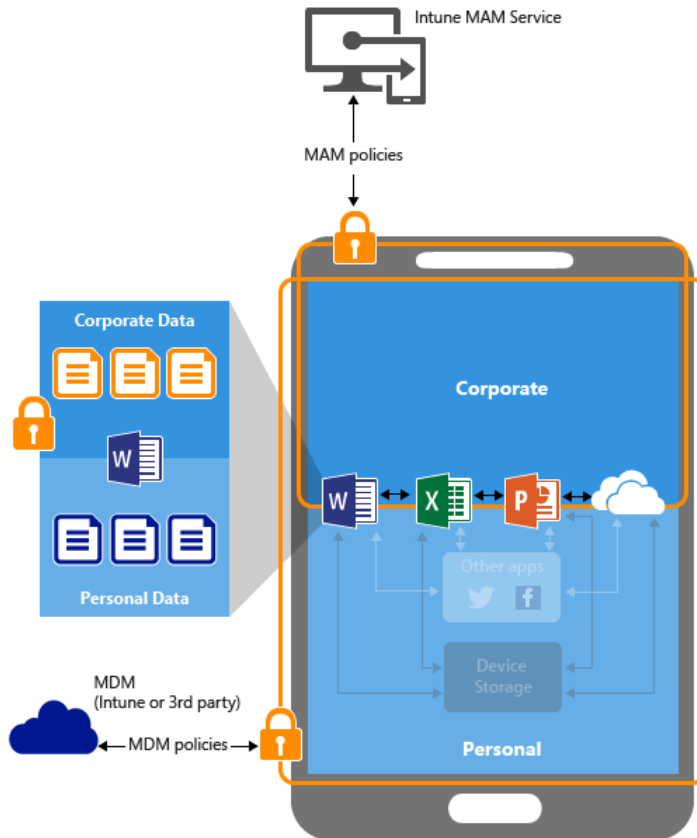 Intune MAM Service
MAM policies
Corporate Data
W
Personal Data
Corporate
W
X
P
Other apps
f
Device
Storage
Personal
MDM
(Intune or 3rd party)
MDM policies